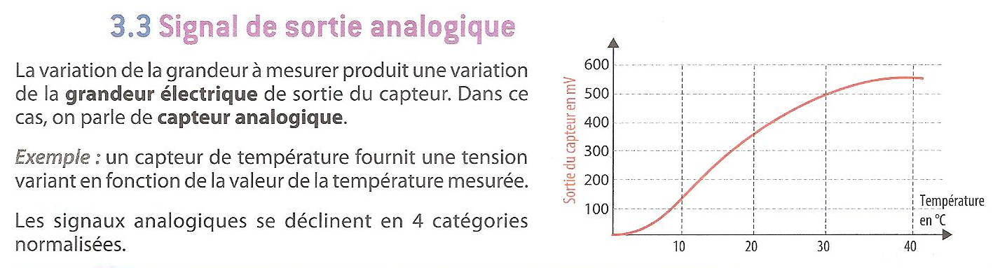 3.3 Signal de sortie analogique
La variation de la grandeur à mesurer produit une variation
de la grandeur électrique de sortie du capteur. Dans ce
cas, on parle de capteur analogique.
Exemple : un capteur de température fournit une tension
variant en fonction de la valeur de la température mesurée.
Les signaux analogiques se déclinent en 4 catégories
normalisées.
Sortie du capteur en mV
600
500
400
300
200
100
10
20
30
40
Température
en °C